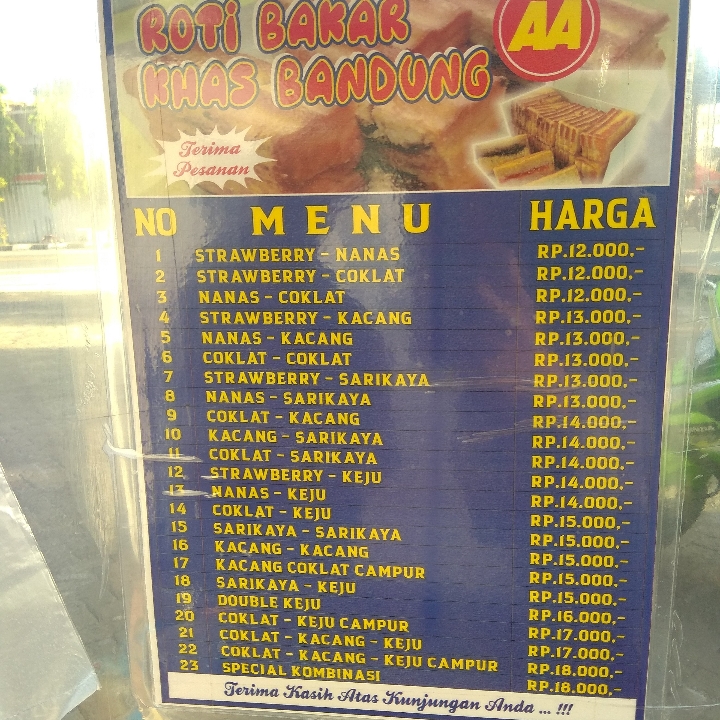 ROTI BAKAR
KHAS BANDUNG
AA
Terima
Pesanan
NO MENU HARGA
1 STRAWBERRY - NANAS RP.12.000,-
2 STRAWBERRY - COKLAT RP.12.000,-
3 NANAS - COKLAT RP.12.000,-
4 STRAWBERRY - KACANG RP.13.000,-
5 NANAS - KACANG RP.13.000,-
6 COKLAT - COKLAT RP.13.000,-
7 STRAWBERRY - SARIKAYA RP.13.000,-
8 NANAS - SARIKAYA RP.13.000,-
9 COKLAT - KACANG RP.14.000,-
10 KACANG - SARIKAYA RP.14.000,-
11 COKLAT - SARIKAYA RP.14.000,-
12 STRAWBERRY - KEJU RP.14.000,-
13 NANAS - KEJU RP.14.000,-
14 COKLAT - KEJU RP.15.000,-
15 SARIKAYA - SARIKAYA RP.15.000,-
16 KACANG - KACANG RP.15.000,-
17 KACANG COKLAT CAMPUR RP.15.000,-
18 SARIKAYA - KEJU RP.15.000,-
19 DOUBLE KEJU RP.16.000,-
20 COKLAT - KEJU CAMPUR RP.17.000,-
21 COKLAT - KACANG - KEJU RP.17.000,-
22 COKLAT - KACANG - KEJU CAMPUR RP.18.000,-
23 SPECIAL KOMBINASI RP.18.000,-
Terima Kasih Atas Kunjungan Anda ... !!!